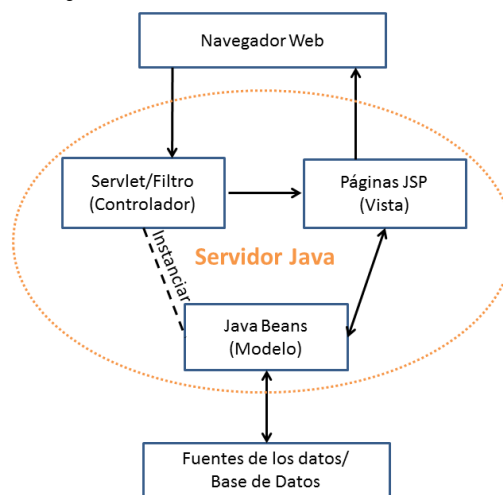 Navegador Web
Servlet/Filtro
(Controlador)
Páginas JSP
(Vista)
Instanciar
Servidor Java
Java Beans
(Modelo)
Fuentes de los datos/
Base de Datos